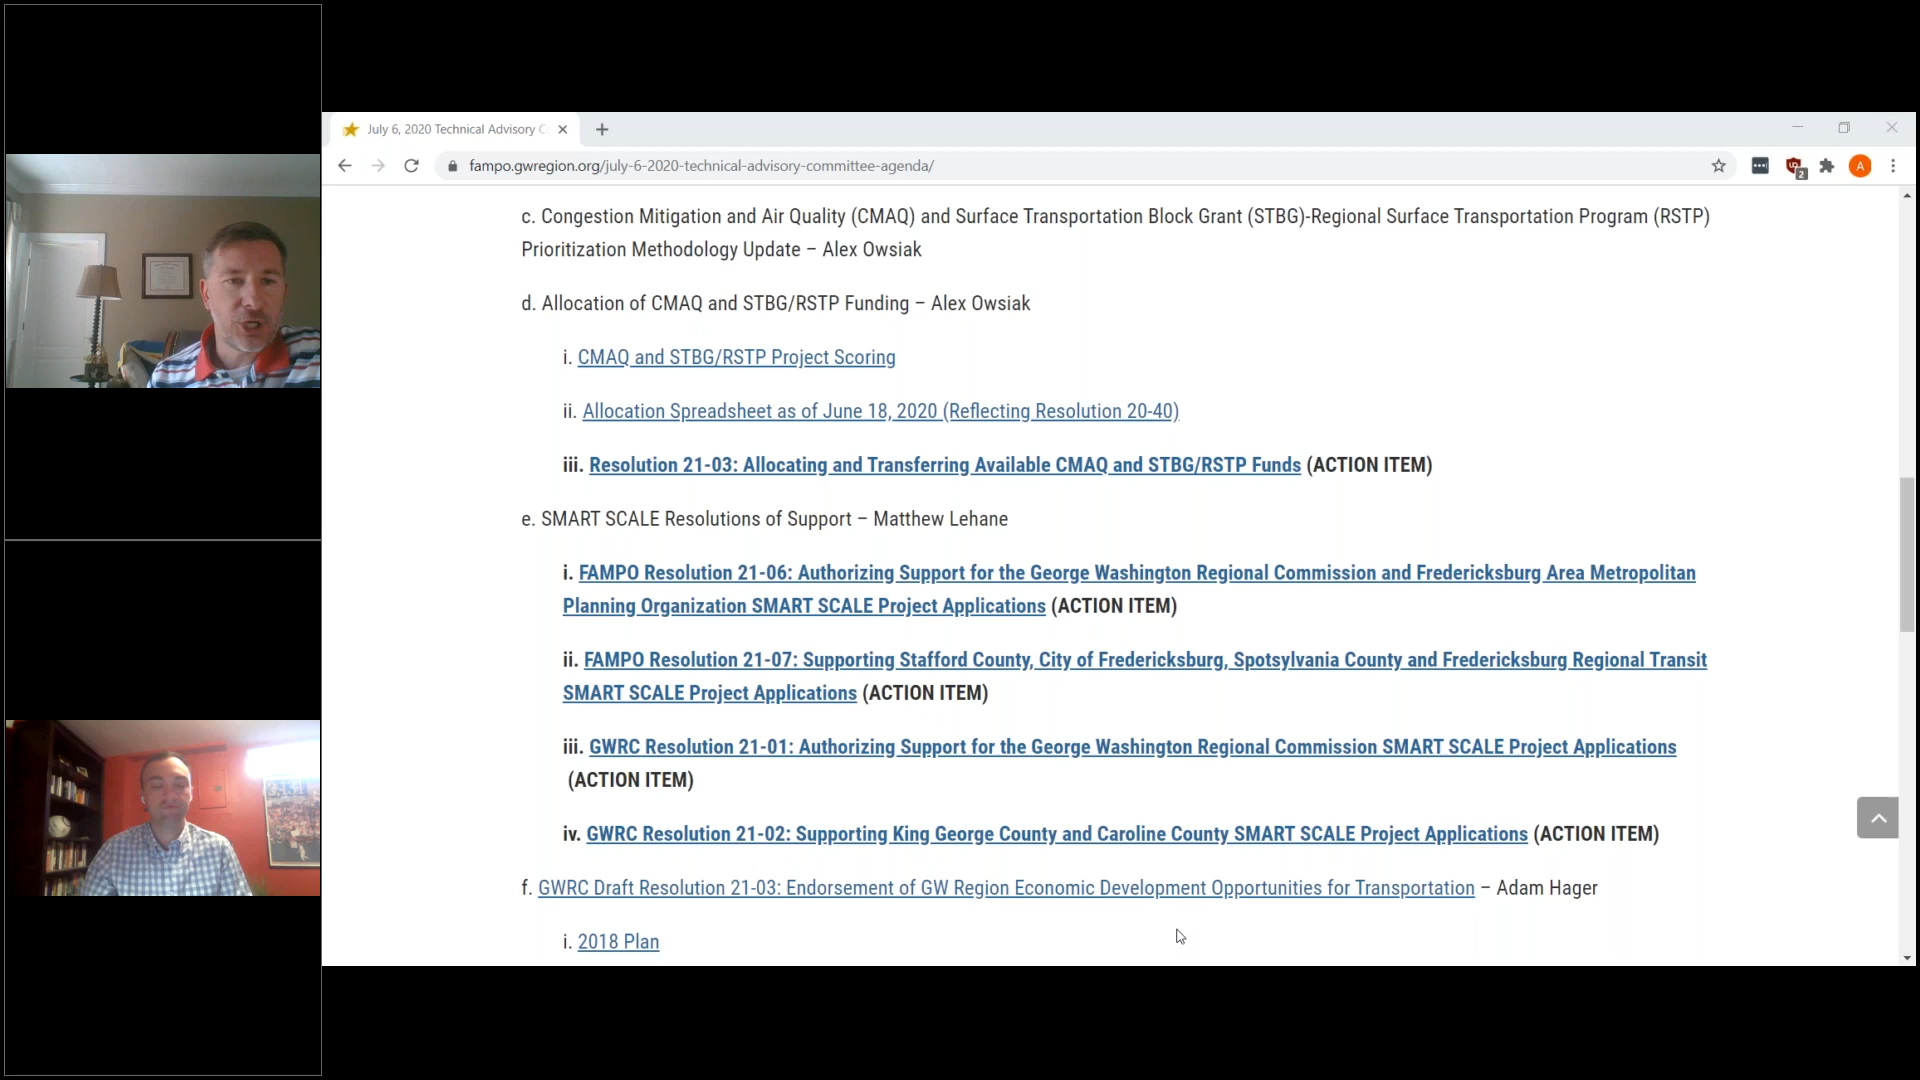 July 6, 2020 Technical Advisory C
fampo.gwregion.org/july-6-2020-technical-advisory-committee-agenda/
2
A
c. Congestion Mitigation and Air Quality (CMAQ) and Surface Transportation Block Grant (STBG)-Regional Surface Transportation Program (RSTP)
Prioritization Methodology Update – Alex Owsiak
d. Allocation of CMAQ and STBG/RSTP Funding – Alex Owsiak
i. CMAQ and STBG/RSTP Project Scoring
ii. Allocation Spreadsheet as of June 18, 2020 (Reflecting Resolution 20-40)
iii. Resolution 21-03: Allocating and Transferring Available CMAQ and STBG/RSTP Funds (ACTION ITEM)
e. SMART SCALE Resolutions of Support – Matthew Lehane
i. FAMPO Resolution 21-06: Authorizing Support for the George Washington Regional Commission and Fredericksburg Area Metropolitan
Planning Organization SMART SCALE Project Applications (ACTION ITEM)
ii. FAMPO Resolution 21-07: Supporting Stafford County, City of Fredericksburg, Spotsylvania County and Fredericksburg Regional Transit
SMART SCALE Project Applications (ACTION ITEM)
iii. GWRC Resolution 21-01: Authorizing Support for the George Washington Regional Commission SMART SCALE Project Applications
(ACTION ITEM)
iv. GWRC Resolution 21-02: Supporting King George County and Caroline County SMART SCALE Project Applications (ACTION ITEM)
f. GWRC Draft Resolution 21-03: Endorsement of GW Region Economic Development Opportunities for Transportation – Adam Hager
i. 2018 Plan